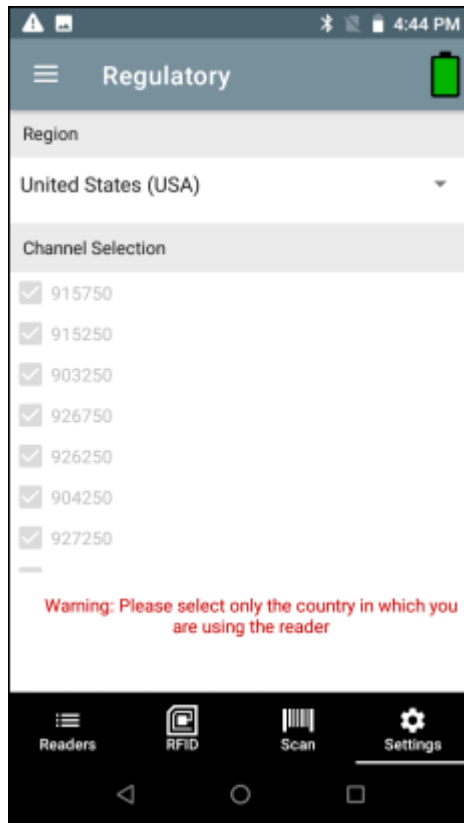 4:44 PM
Regulatory
Region
United States (USA)
Channel Selection
915750
915250
903250
926750
926250
904250
927250
Warning: Please select only the country in which you
are using the reader
Readers
RFID
Scan
Settings